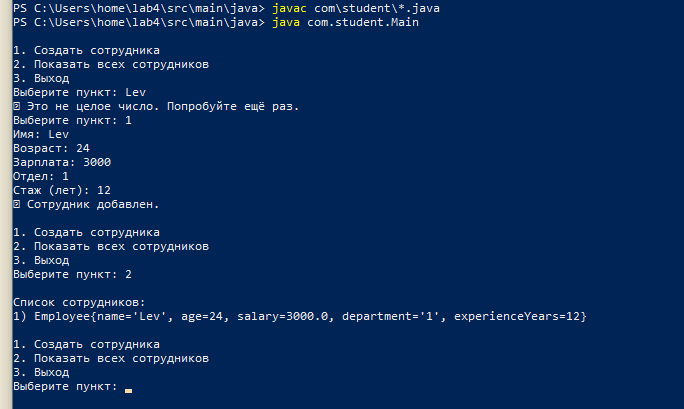 PS C:\Users\home\lab4\src\main\java> javac com\student\*.java
PS C:\Users\home\lab4\src\main\java> java com.student.Main
1. Создать сотрудника
2. Показать всех сотрудников
3. Выход
Выберите пункт: Lev
Это не целое число. Попробуйте ещё раз.
Выберите пункт: 1
Имя: Lev
Возраст: 24
Зарплата: 3000
Отдел: 1
Стаж (лет): 12
Сотрудник добавлен.
1. Создать сотрудника
2. Показать всех сотрудников
3. Выход
Выберите пункт: 2
Список сотрудников:
1) Employee{name='Lev', age=24, salary=3000.0, department='1', experienceYears=12}
1. Создать сотрудника
2. Показать всех сотрудников
3. Выход
Выберите пункт: